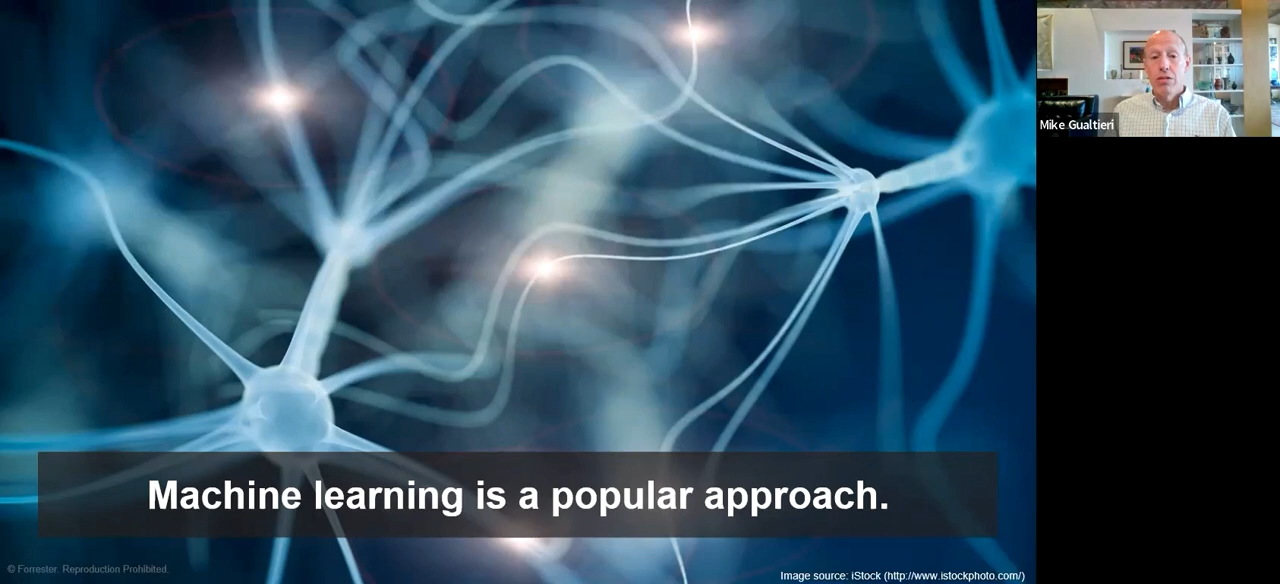 Mike Gualtieri
Machine learning is a popular approach.
© Forrester. Reproduction Prohibited.
Image source: iStock (http://www.istockphoto.com/)